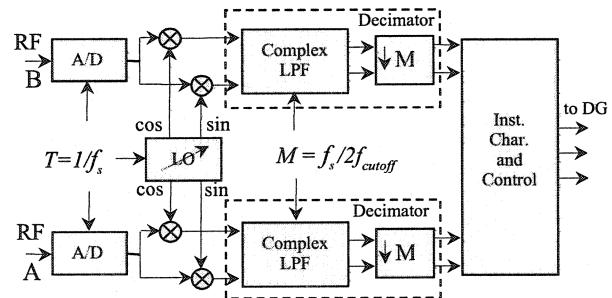 Decimator
RF
B
A/D
Complex
LPF
M
cos
sin
T=1/fs
LO
M = fs/2fcutoff
cos
sin
Inst.
Char.
and
Control
to DG
Decimator
RF
A
A/D
Complex
LPF
M